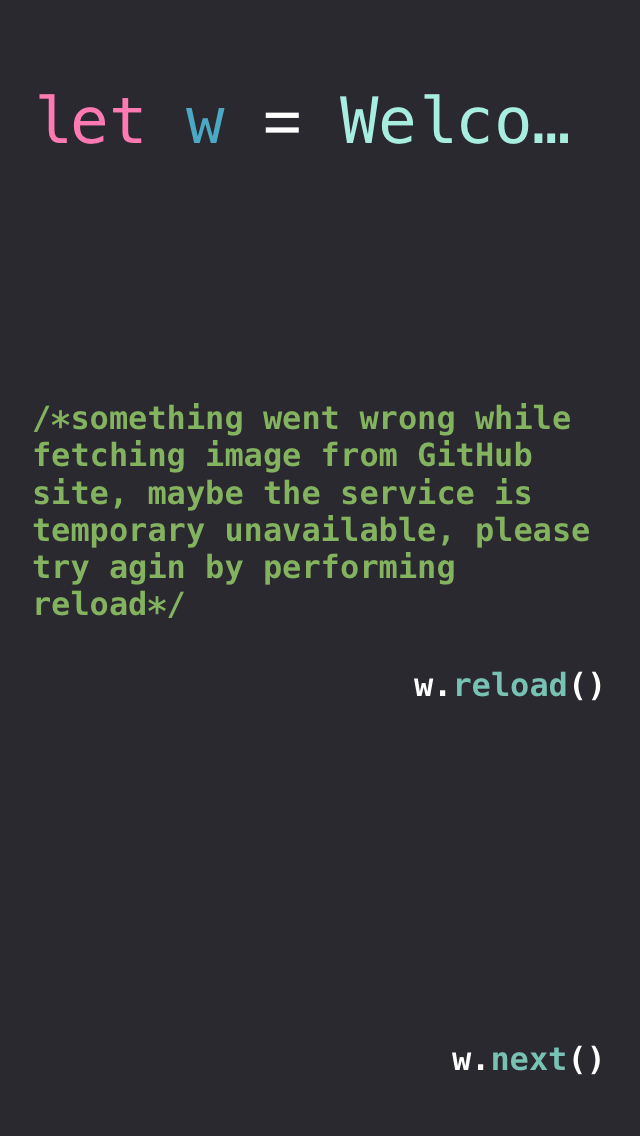 let w = Welco…
/*something went wrong while
fetching image from GitHub
site, maybe the service is
temporary unavailable, please
try agin by performing
reload*/
w.reload()
w.next()